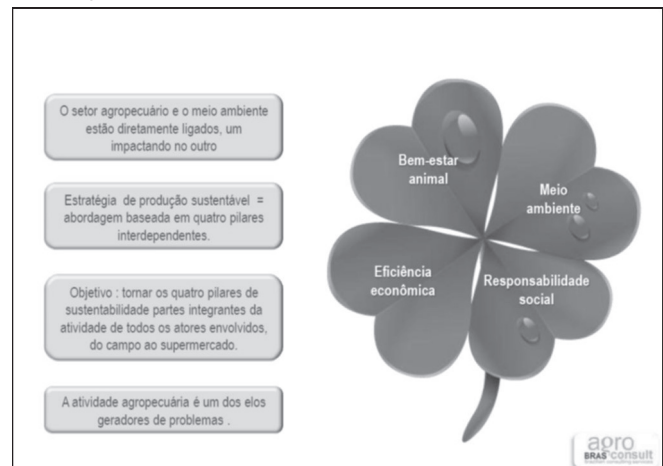 O setor agropecuário e o meio ambiente
estão diretamente ligados, um
impactando no outro
Estratégia de produção sustentável =
abordagem baseada em quatro pilares
interdependentes.
Objetivo : tornar os quatro pilares de
sustentabilidade partes integrantes da
atividade de todos os atores envolvidos,
do campo ao supermercado.
A atividade agropecuária é um dos elos
geradores de problemas .
Bem-estar
animal
Meio
ambiente
Eficiência
econômica
Responsabilidade
social
agro
BRAS consult